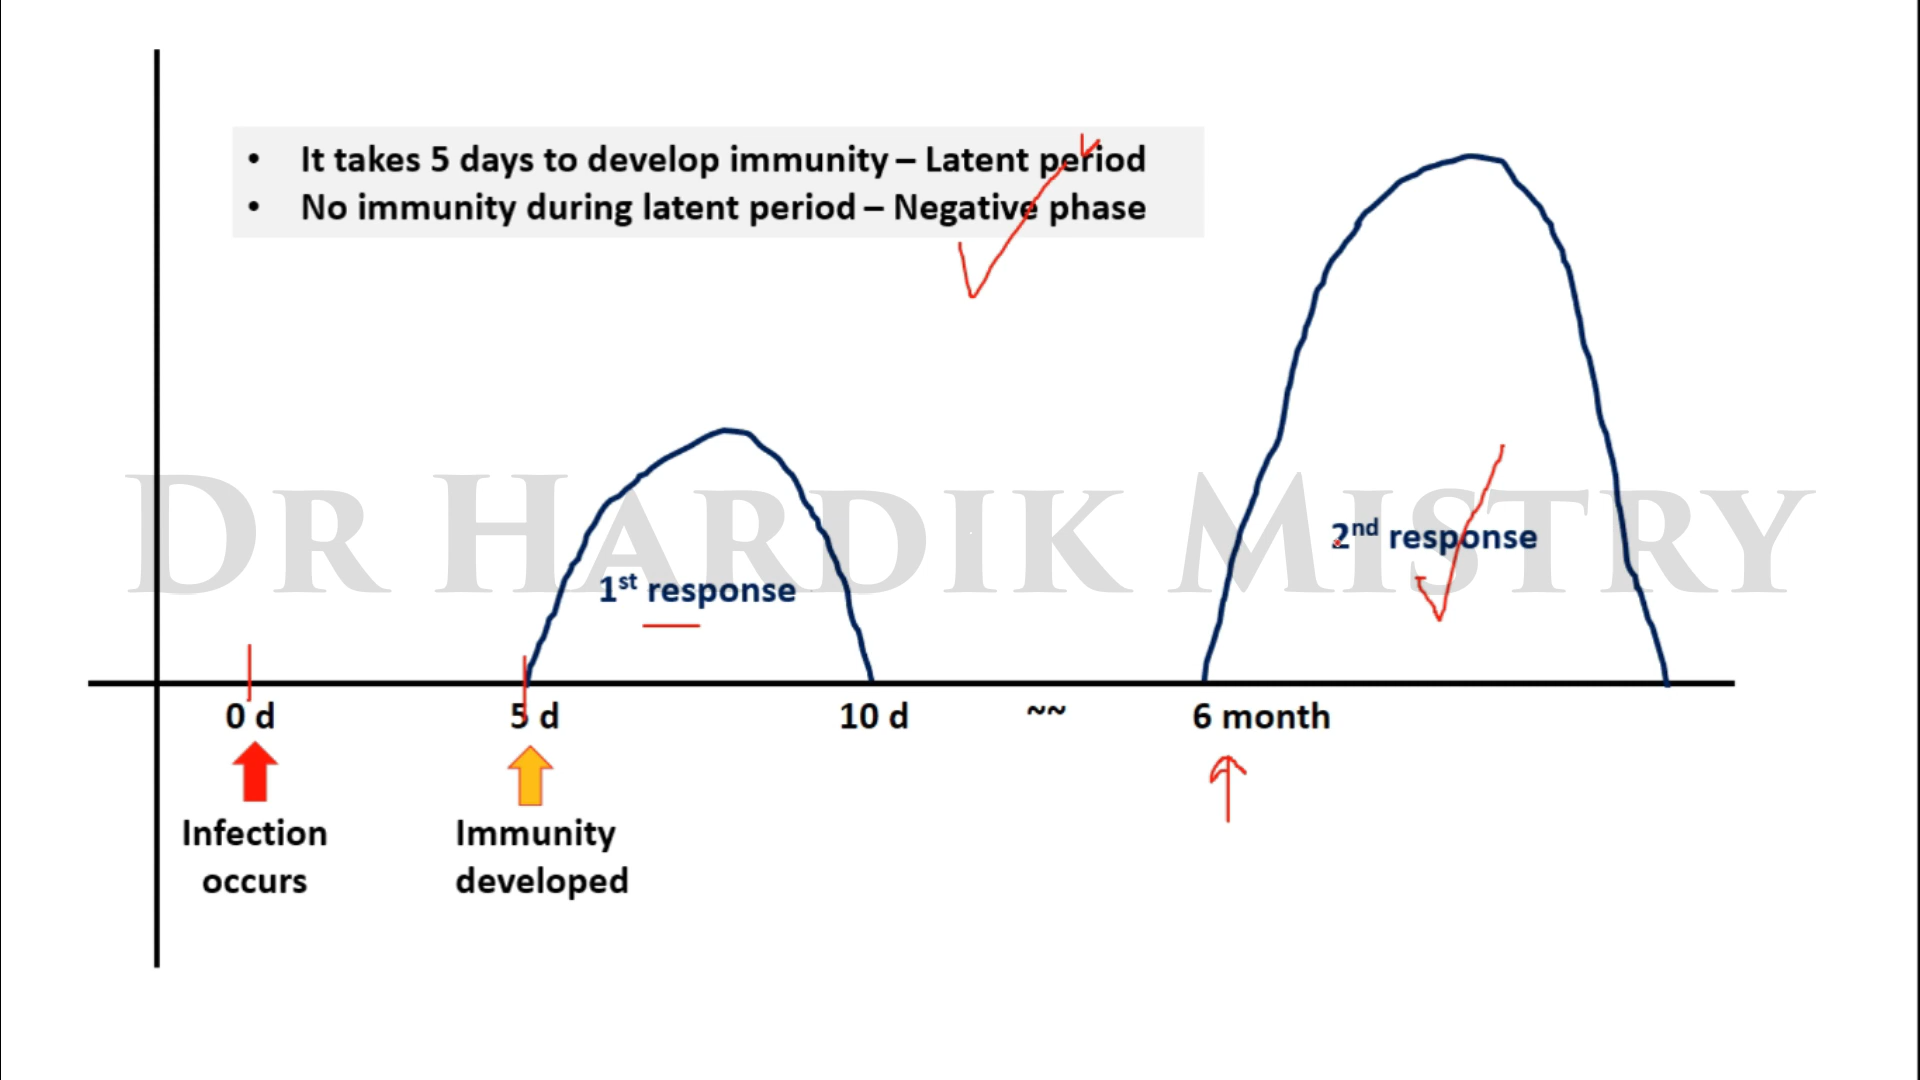 • It takes 5 days to develop immunity – Latent period
• No immunity during latent period – Negative phase
DR HARDIK MISTRY
1st response
2nd response
0 d 5 d 10 d ~~ 6 month
Infection occurs
Immunity developed